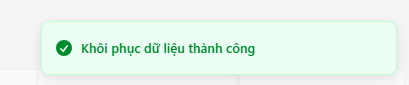 Khôi phục dữ liệu thành công